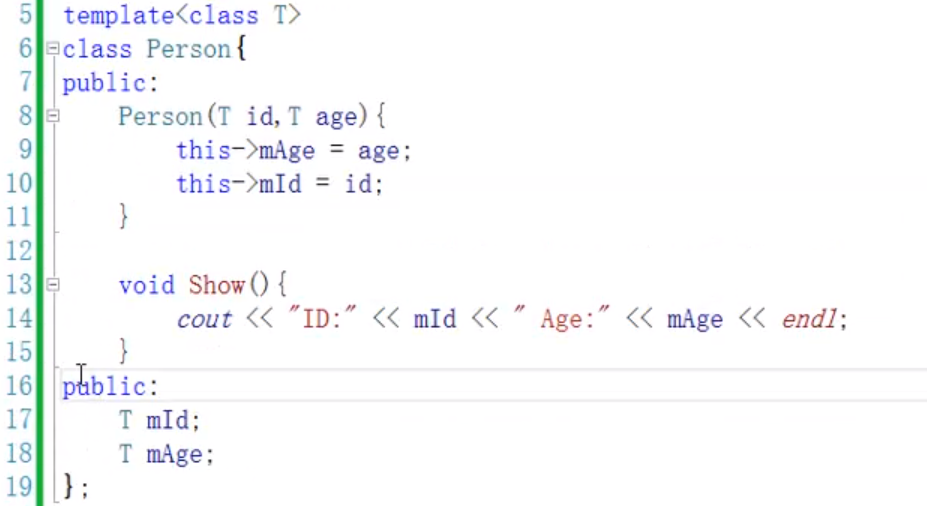 5 template<class T>
6 class Person{
7 public:
8     Person(T id,T age){
9         this->mAge = age;
10         this->mId = id;
11     }
12
13     void Show(){
14         cout << "ID:" << mId << " Age:" << mAge << endl;
15     }
16 public:
17     T mId;
18     T mAge;
19 };